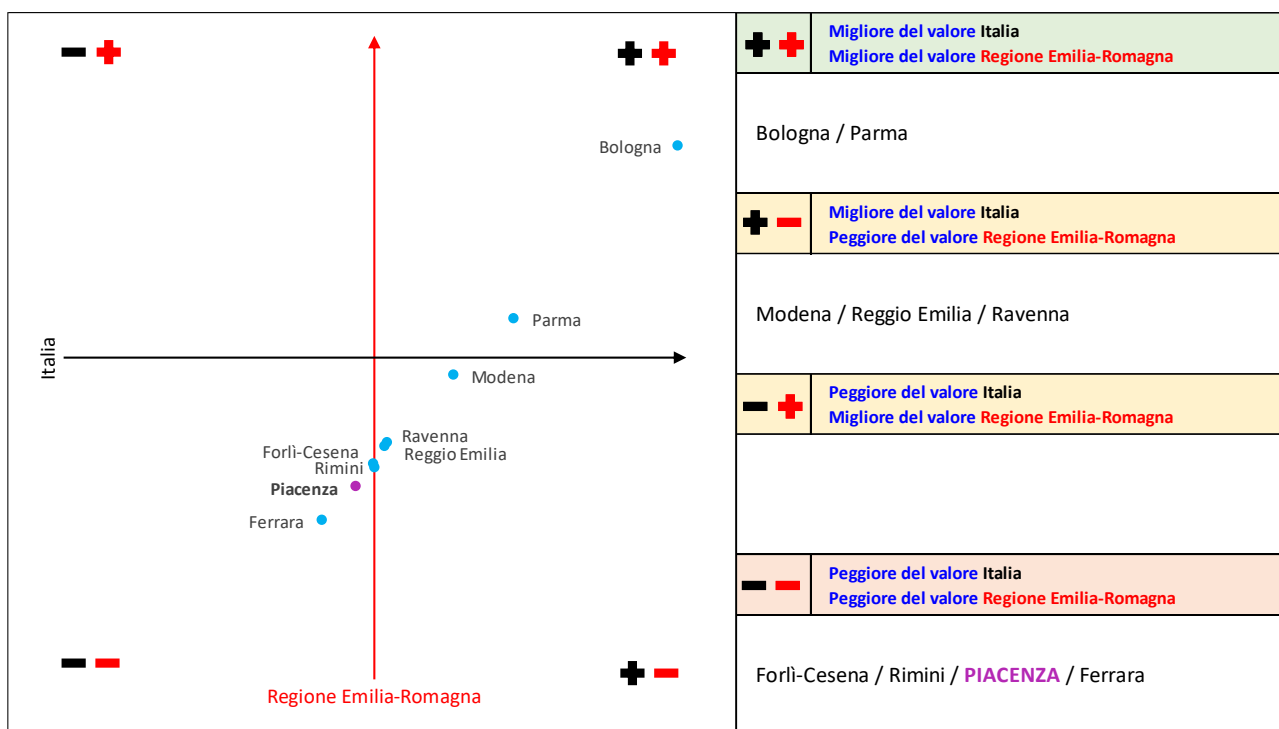 Bologna
Parma
Italia
Modena
Ravenna
Forlì-Cesena
Reggio Emilia
Rimini
Piacenza
Ferrara
Regione Emilia-Romagna
Migliore del valore Italia
Migliore del valore Regione Emilia-Romagna
Bologna / Parma
Migliore del valore Italia
Peggiore del valore Regione Emilia-Romagna
Modena / Reggio Emilia / Ravenna
Peggiore del valore Italia
Migliore del valore Regione Emilia-Romagna
Peggiore del valore Italia
Peggiore del valore Regione Emilia-Romagna
Forlì-Cesena / Rimini / PIACENZA / Ferrara